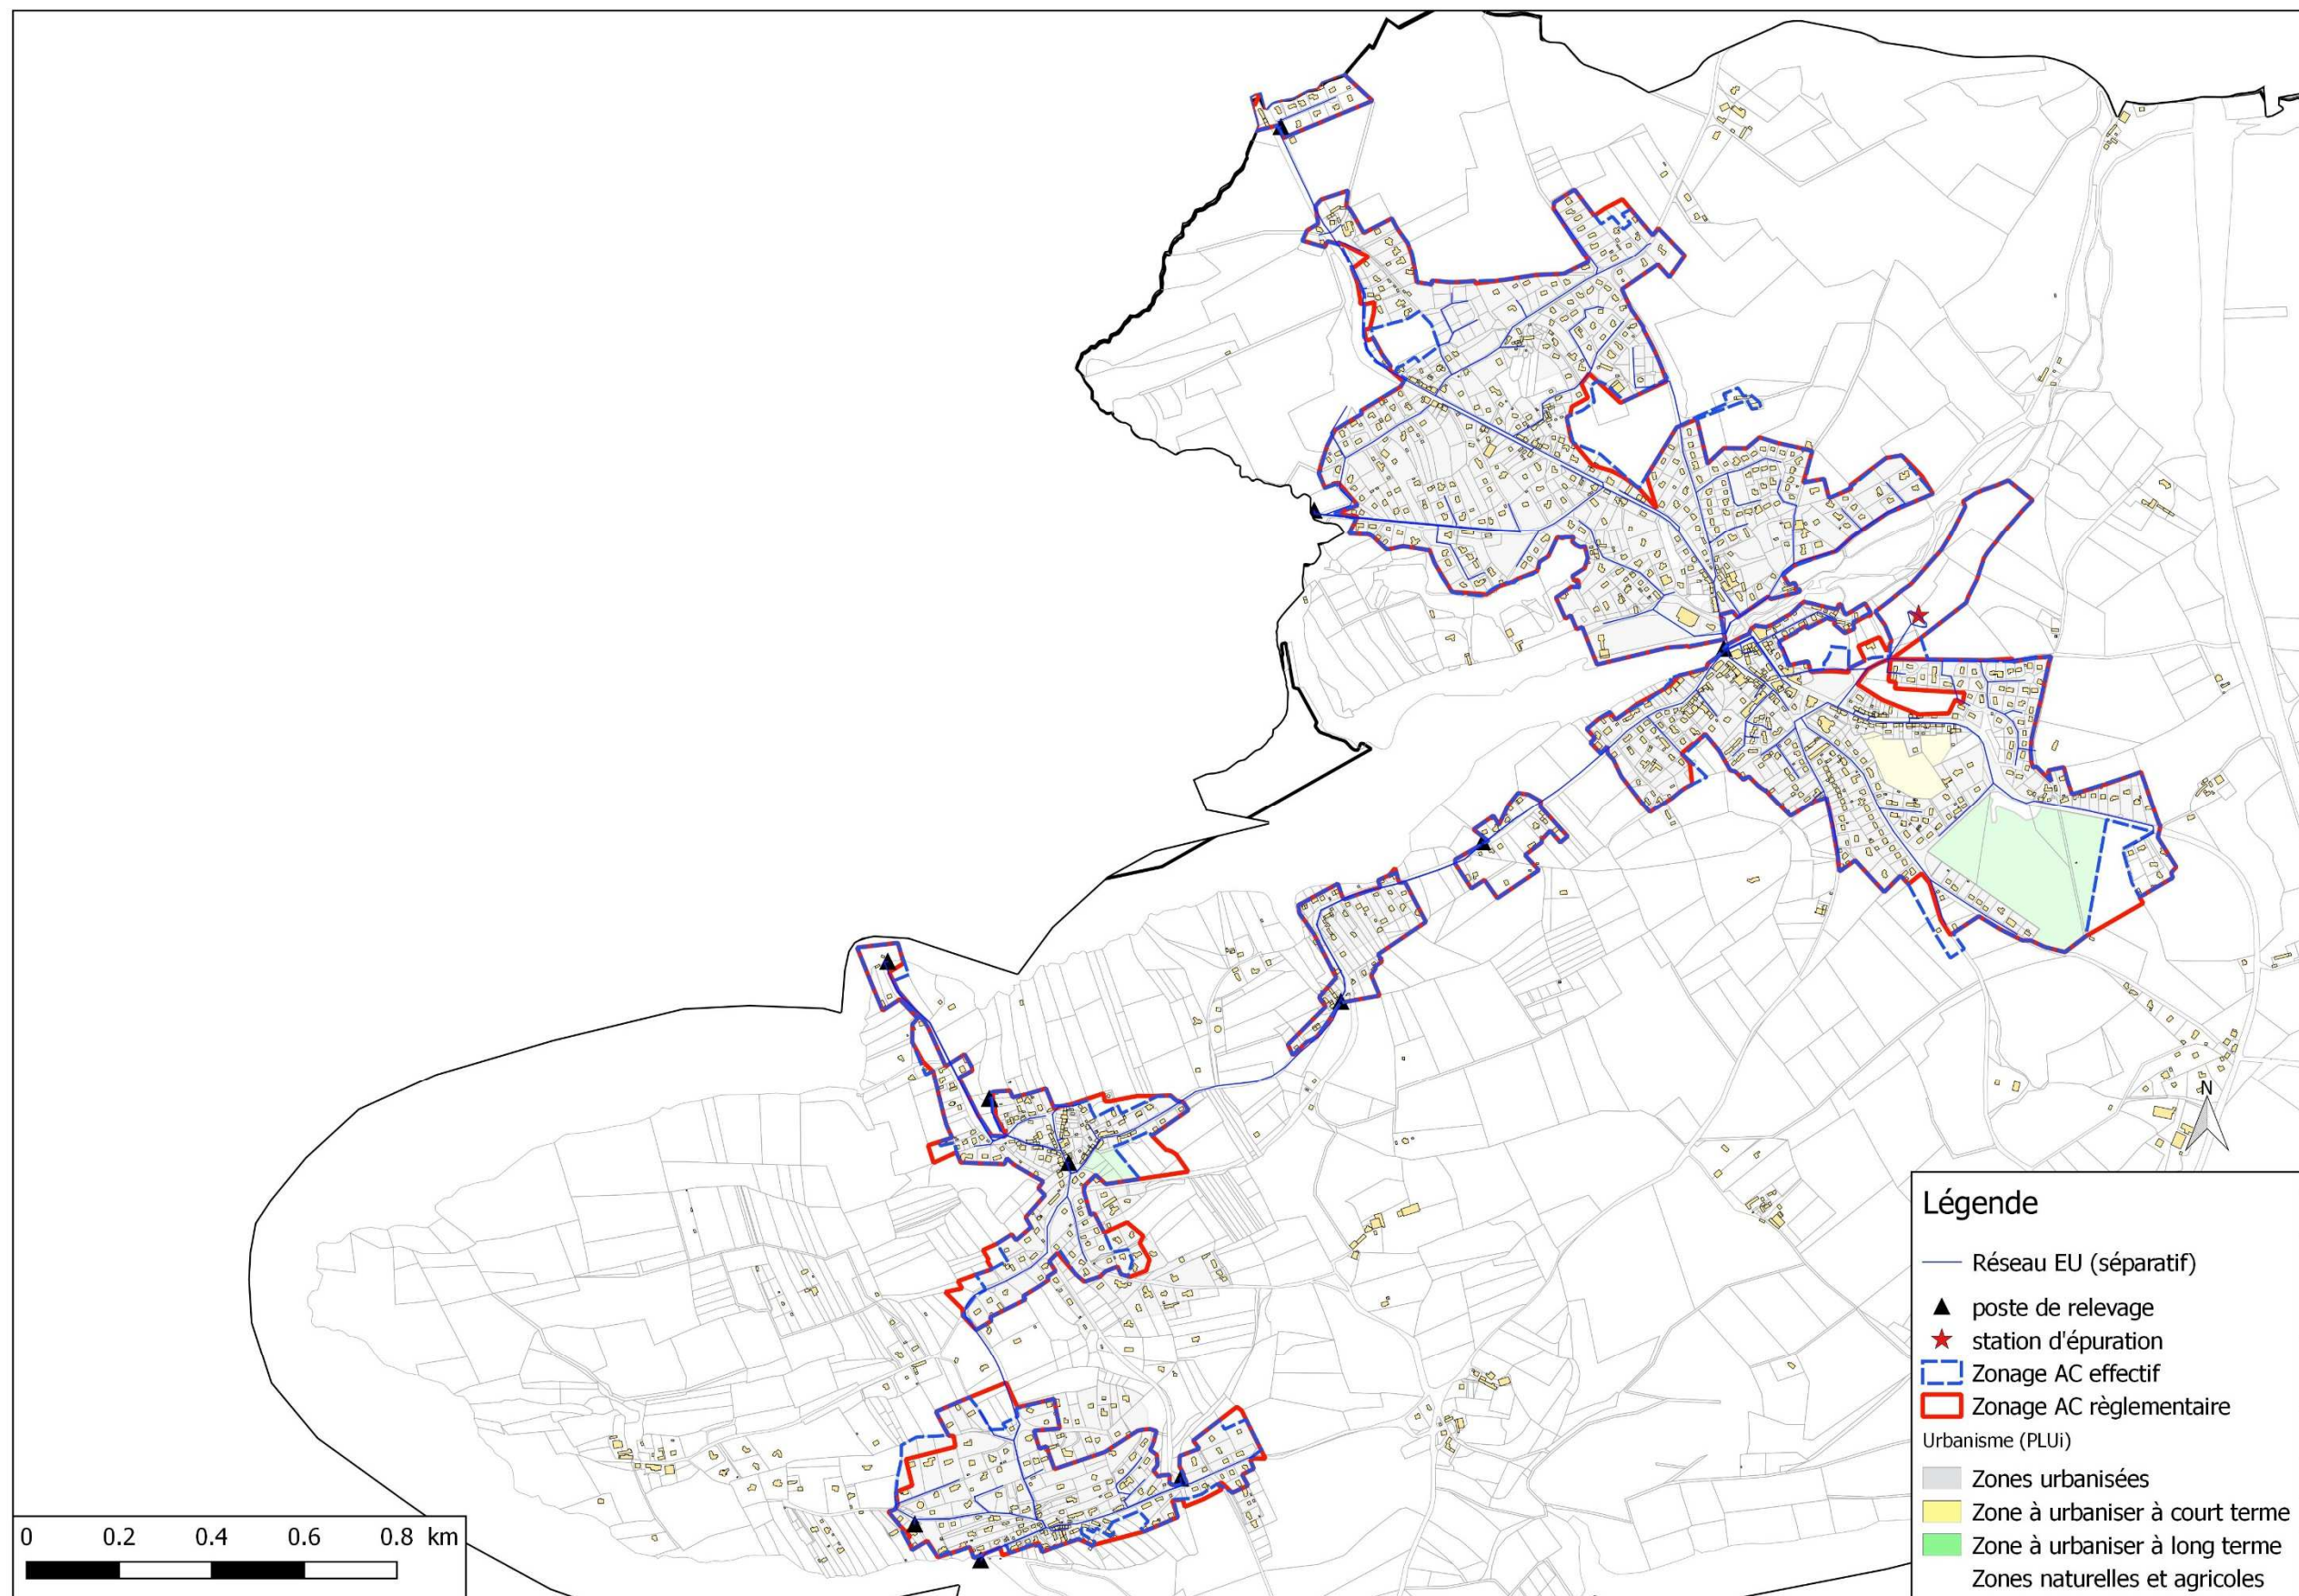 N
Légende
Réseau EU (séparatif)
poste de relevage
station d'épuration
Zonage AC effectif
Zonage AC règlementaire
Urbanisme (PLUi)
Zones urbanisées
Zone à urbaniser à court terme
Zone à urbaniser à long terme
Zones naturelles et agricoles
0 0.2 0.4 0.6 0.8 km